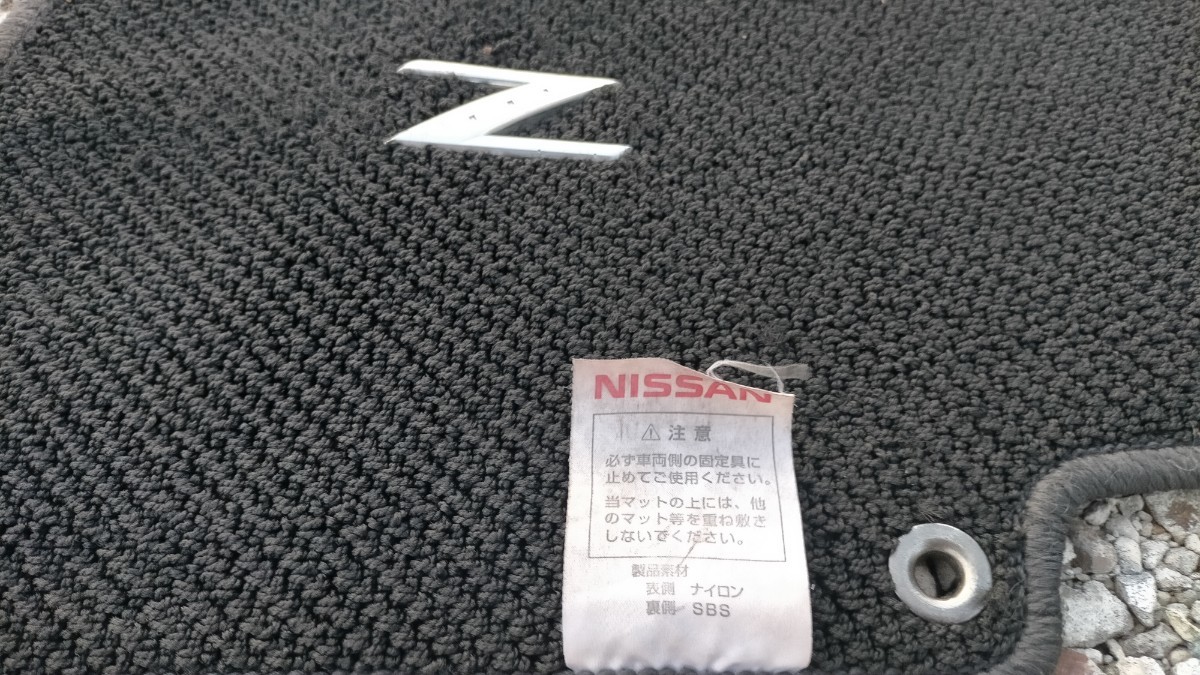 Z
NISSAN
⚠注意
必ず車両側の固定具に
止めてご使用ください。
当マットの上には、他
のマット等を重ね敷き
しないでください。
製品素材
表側 ナイロン
裏側 SBS